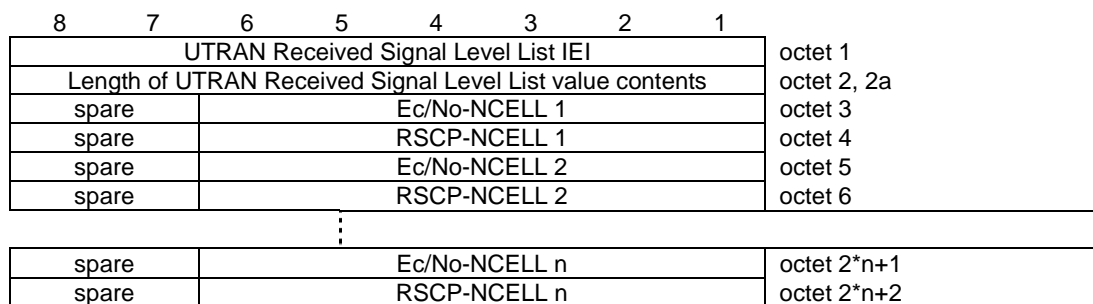 8 7 6 5 4 3 2 1
UTRAN Received Signal Level List IEI octet 1
Length of UTRAN Received Signal Level List value contents octet 2, 2a
spare Ec/No-NCELL 1 octet 3
spare RSCP-NCELL 1 octet 4
spare Ec/No-NCELL 2 octet 5
spare RSCP-NCELL 2 octet 6
spare Ec/No-NCELL n octet 2*n+1
spare RSCP-NCELL n octet 2*n+2